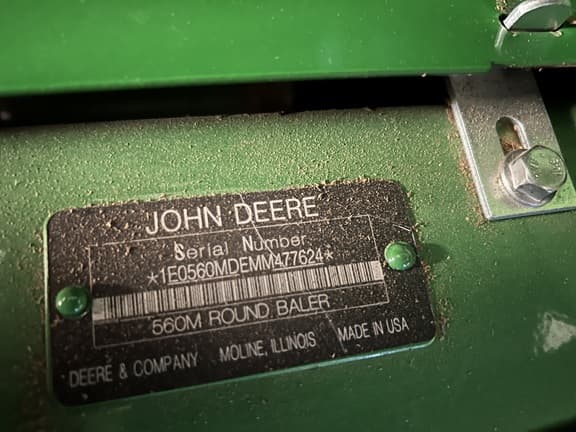 JOHN DEERE
Serial Number
*1E0560MDEMM477624*
560M ROUND BALER
DEERE & COMPANY MOLINE, ILLINOIS MADE IN USA